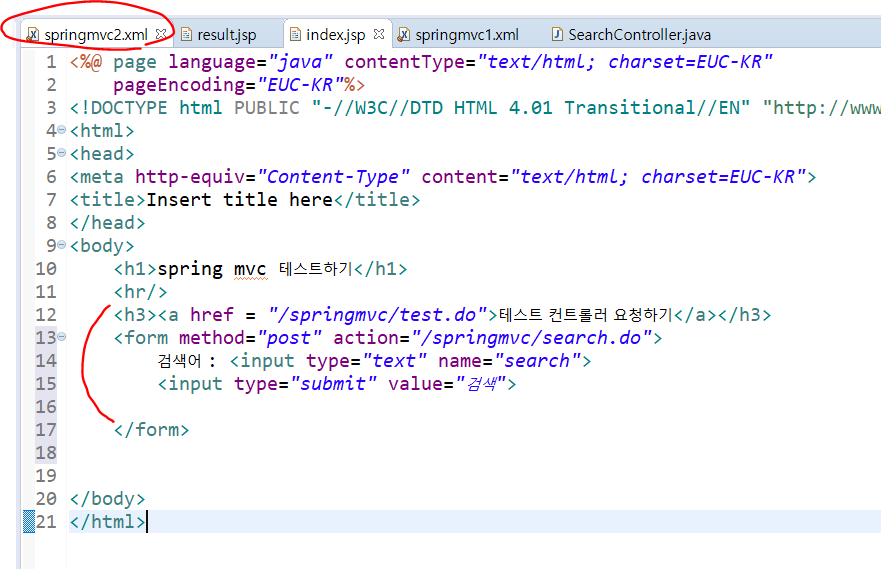 springmvc2.xml result.jsp index.jsp springmvc1.xml SearchController.java
1 <%@ page language="java" contentType="text/html; charset=EUC-KR"
2 pageEncoding="EUC-KR"%>
3 <!DOCTYPE html PUBLIC "-//W3C//DTD HTML 4.01 Transitional//EN" "http://www
4 <html>
5 <head>
6 <meta http-equiv="Content-Type" content="text/html; charset=EUC-KR">
7 <title>Insert title here</title>
8 </head>
9 <body>
10 <h1>spring mvc 테스트하기</h1>
11 <hr/>
12 <h3><a href = "/springmvc/test.do">테스트 컨트롤러 요청하기</a></h3>
13 <form method="post" action="/springmvc/search.do">
14 검색어 : <input type="text" name="search">
15 <input type="submit" value="검색">
16
17 </form>
18
19
20 </body>
21 </html>